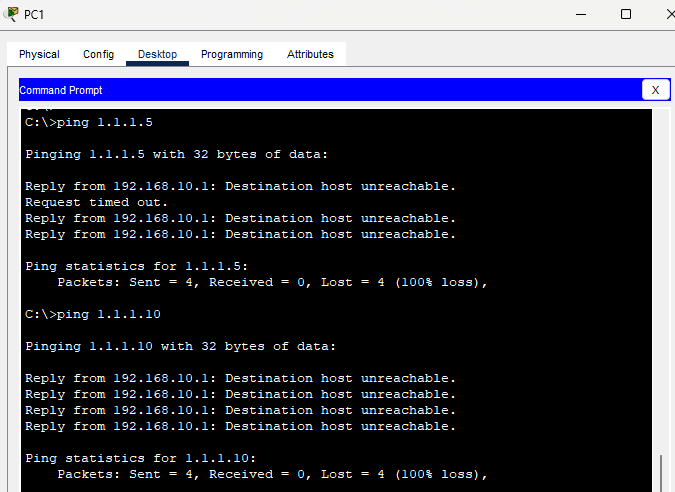 PC1
Physical Config Desktop Programming Attributes
Command Prompt
X
C:\>ping 1.1.1.5
Pinging 1.1.1.5 with 32 bytes of data:
Reply from 192.168.10.1: Destination host unreachable.
Request timed out.
Reply from 192.168.10.1: Destination host unreachable.
Reply from 192.168.10.1: Destination host unreachable.
Ping statistics for 1.1.1.5:
Packets: Sent = 4, Received = 0, Lost = 4 (100% loss),
C:\>ping 1.1.1.10
Pinging 1.1.1.10 with 32 bytes of data:
Reply from 192.168.10.1: Destination host unreachable.
Reply from 192.168.10.1: Destination host unreachable.
Reply from 192.168.10.1: Destination host unreachable.
Reply from 192.168.10.1: Destination host unreachable.
Ping statistics for 1.1.1.10:
Packets: Sent = 4, Received = 0, Lost = 4 (100% loss),